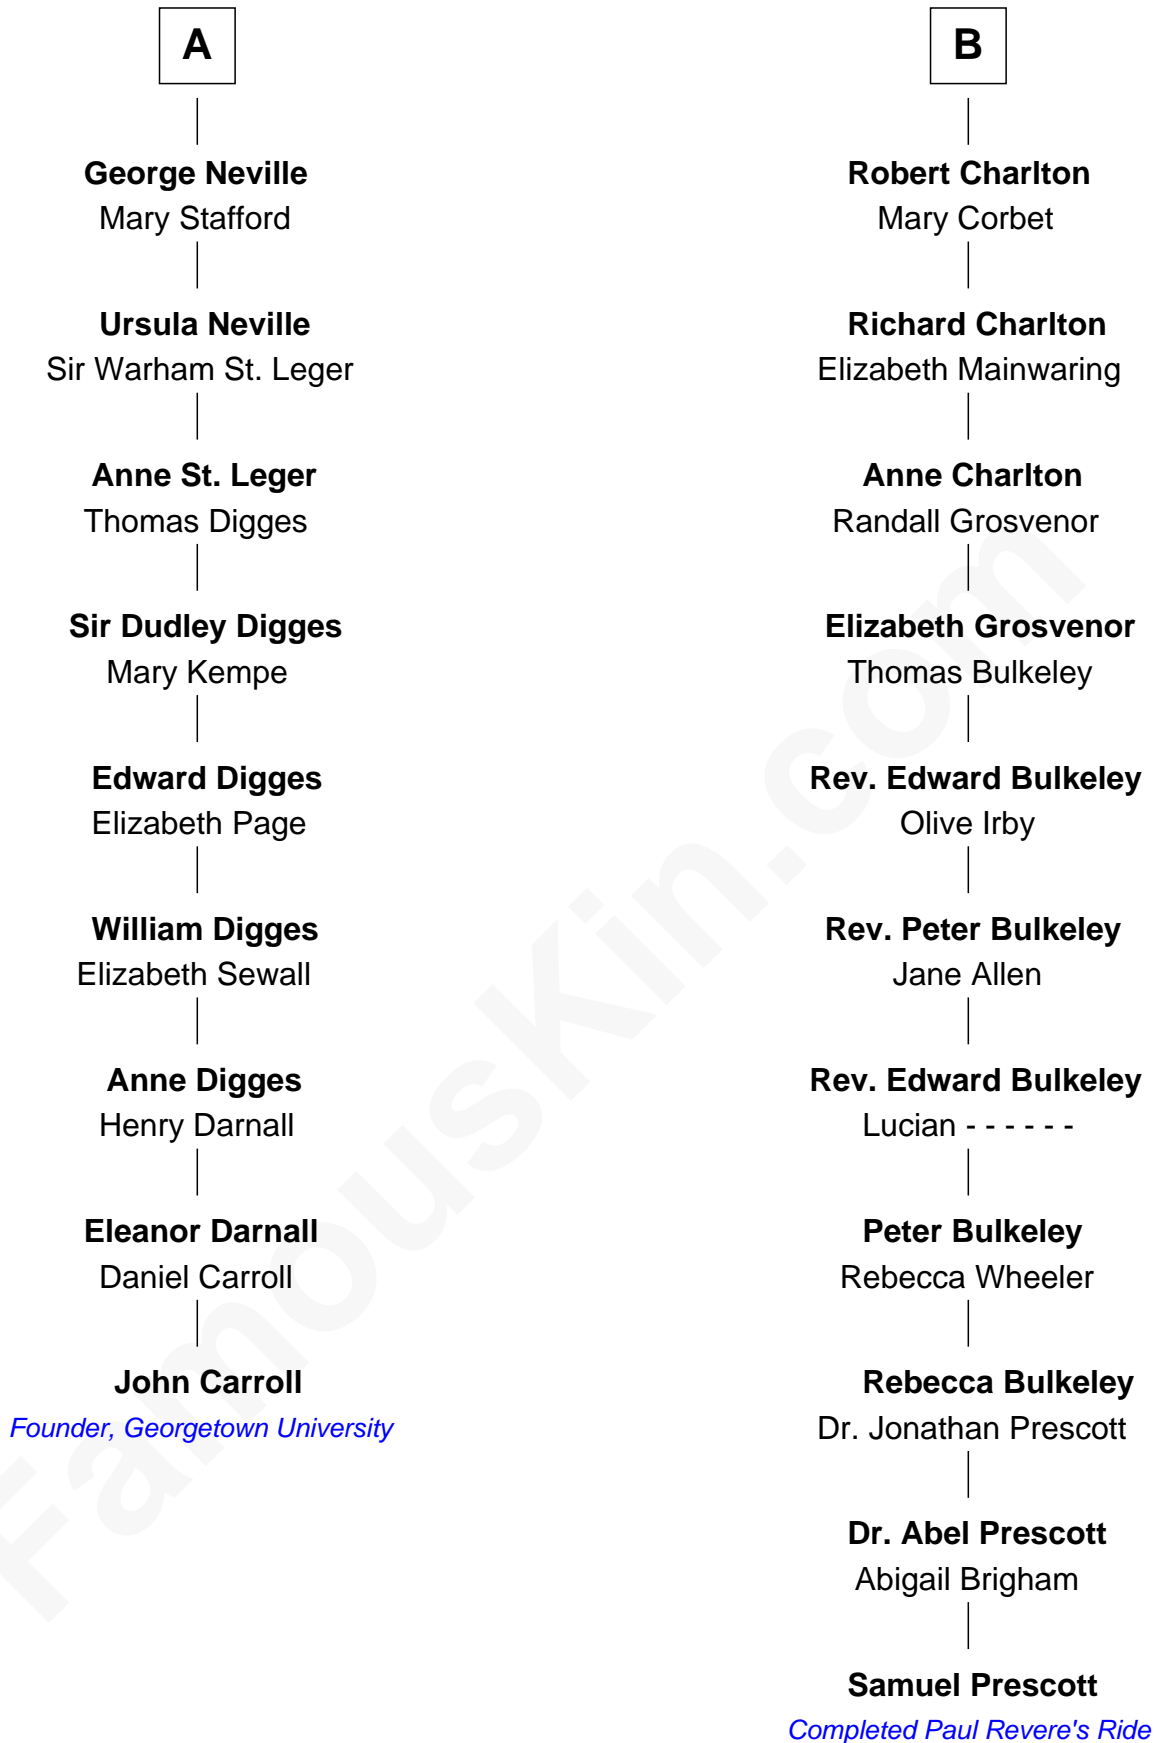 A
George Neville
Mary Stafford
Ursula Neville
Sir Warham St. Leger
Anne St. Leger
Thomas Digges
Sir Dudley Digges
Mary Kempe
Edward Digges
Elizabeth Page
William Digges
Elizabeth Sewall
Anne Digges
Henry Darnall
Eleanor Darnall
Daniel Carroll
John Carroll
Founder, Georgetown University
B
Robert Charlton
Mary Corbet
Richard Charlton
Elizabeth Mainwaring
Anne Charlton
Randall Grosvenor
Elizabeth Grosvenor
Thomas Bulkeley
Rev. Edward Bulkeley
Olive Irby
Rev. Peter Bulkeley
Jane Allen
Rev. Edward Bulkeley
Lucian - - - - - -
Peter Bulkeley
Rebecca Wheeler
Rebecca Bulkeley
Dr. Jonathan Prescott
Dr. Abel Prescott
Abigail Brigham
Samuel Prescott
Completed Paul Revere's Ride
FamousKin.com